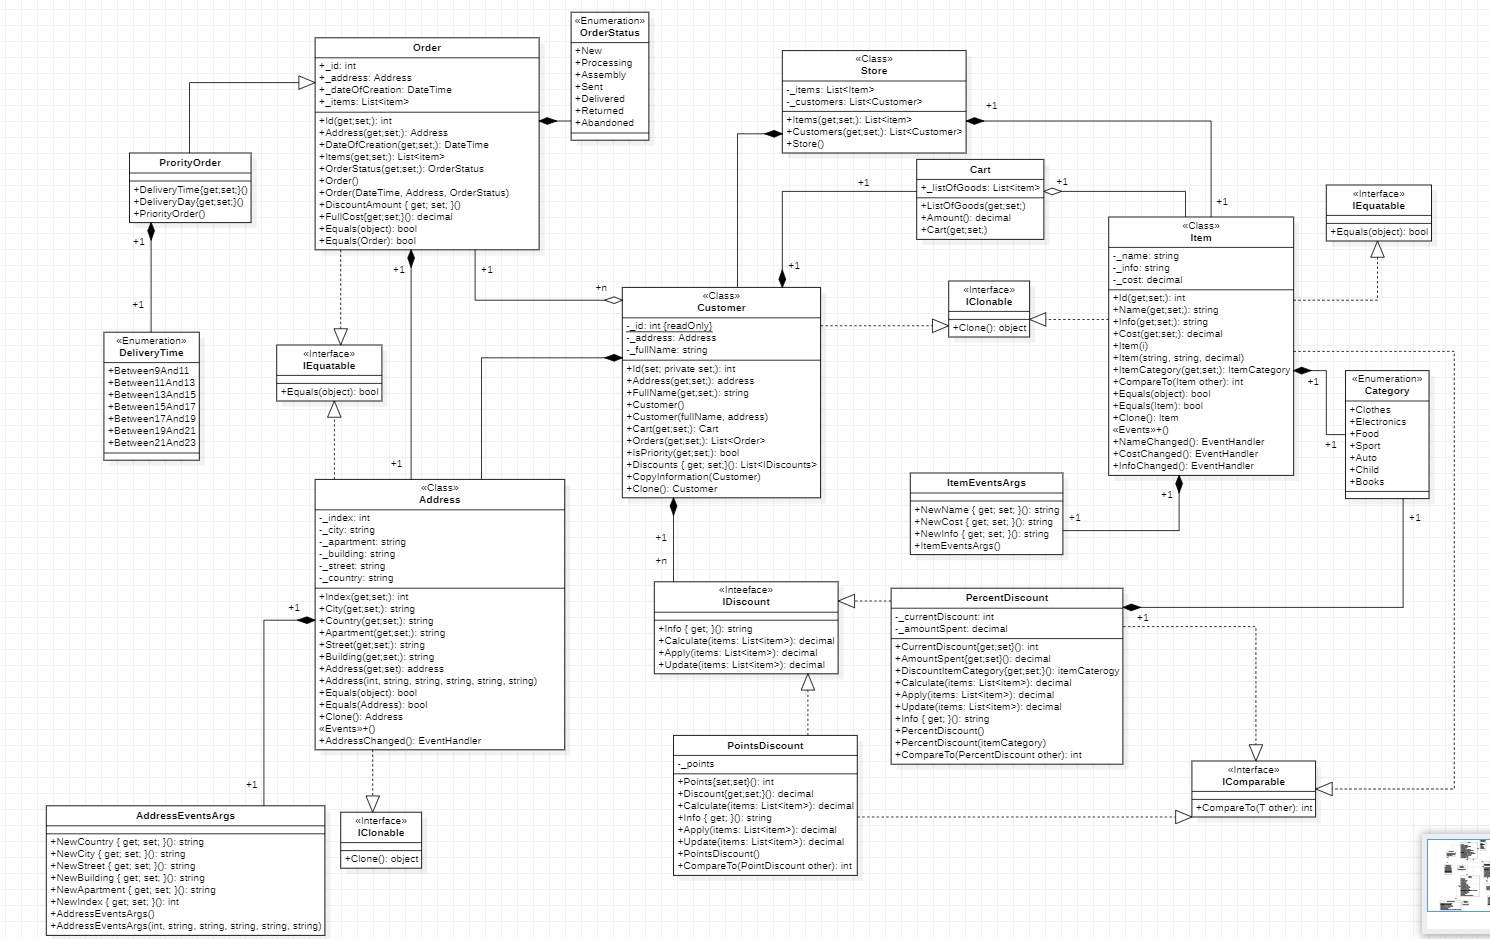 Order
+_id: int
+_address: Address
+_dateOfCreation: DateTime
+_items: List<item>
+Id(get;set;): int
+Address(get;set;): Address
+DateOfCreation(get;set;): DateTime
+Items(get;set;): List<item>
+OrderStatus(get;set;): OrderStatus
+Order()
+Order(DateTime, Address, OrderStatus)
+DiscountAmount { get; set; }()
+FullCost{get;set;}(): decimal
+Equals(object): bool
+Equals(Order): bool
«Enumeration»
OrderStatus
+New
+Processing
+Assembly
+Sent
+Delivered
+Returned
+Abandoned
«Class»
Store
-_items: List<Item>
-_customers: List<Customer>
+Items(get;set;): List<item>
+Customers(get;set;): List<Customer>
+Store()
+1
+1
ProrityOrder
+DeliveryTime{get;set;}()
+DeliveryDay{get;set;}()
+PriorityOrder()
+1
+1
Cart
+_listOfGoods: List<item>
+ListOfGoods(get;set;)
+Amount(): decimal
+Cart(get;set;)
+1
+1
+1
«Interface»
IEquatable
+Equals(object): bool
«Class»
Item
-_name: string
-_info: string
-_cost: decimal
+Id(get;set;): int
+Name(get;set;): string
+Info(get;set;): string
+Cost(get;set;): decimal
+Item(i)
+Item(string, string, decimal)
+ItemCategory(get;set;): ItemCategory
+CompareTo(Item other): int
+Equals(object): bool
+Equals(Item): bool
+Clone(): Item
«Events»+()
+NameChanged(): EventHandler
+CostChanged(): EventHandler
+InfoChanged(): EventHandler
+1
+1
+n
«Class»
Customer
-_id: int {readOnly}
-_address: Address
-_fullName: string
+Id(set; private set;): int
+Address(get;set;): address
+FullName(get;set;): string
+Customer()
+Customer(fullName, address)
+Cart(get;set;): Cart
+Orders(get;set;): List<Order>
+IsPriority(get;set;): bool
+Discounts { get; set;}(): List<IDiscounts>
+CopyInformation(Customer)
+Clone(): Customer
«Interface»
IClonable
+Clone(): object
«Enumeration»
DeliveryTime
+Between9And11
+Between11And13
+Between13And15
+Between15And17
+Between17And19
+Between19And21
+Between21And23
«Interface»
IEquatable
+Equals(object): bool
«Enumeration»
Category
+Clothes
+Electronics
+Food
+Sport
+Auto
+Child
+Books
+1
+1
+1
+1
«Class»
Address
-_index: int
-_city: string
-_apartment: string
-_building: string
-_street: string
-_country: string
+Index(get;set;): int
+City(get;set;): string
+Country(get;set;): string
+Apartment(get;set;): string
+Street(get;set;): string
+Building(get;set;): string
+Address(get;set): address
+Address(int, string, string, string, string, string)
+Equals(object): bool
+Equals(Address): bool
+Clone(): Address
«Events»+()
+AddressChanged(): EventHandler
ItemEventsArgs
+NewName { get; set; }(): string
+NewCost { get; set; }(): string
+NewInfo { get; set; }(): string
+ItemEventsArgs()
+1
+1
+1
+n
«Inteeface»
IDiscount
+Info { get; }(): string
+Calculate(items: List<item>): decimal
+Apply(items: List<item>): decimal
+Update(items: List<item>): decimal
PercentDiscount
-_currentDiscount: int
-_amountSpent: decimal
+CurrentDiscount{get;set}(): int
+AmountSpent{get;set}(): decimal
+DiscountItemCategory{get;set;}(): itemCaterogy
+Calculate(items: List<item>): decimal
+Apply(items: List<item>): decimal
+Update(items: List<item>): decimal
+Info { get; }(): string
+PercentDiscount()
+PercentDiscount(itemCategory)
+CompareTo(PercentDiscount other): int
+1
+1
PointsDiscount
-_points
+Points{set;set}(): int
+Discount{get;set;}(): decimal
+Calculate(items: List<item>): decimal
+Info { get; }(): string
+Apply(items: List<item>): decimal
+Update(items: List<item>): decimal
+PointsDiscount()
+CompareTo(PointDiscount other): int
«Interface»
IComparable
+CompareTo(T other): int
+1
AddressEventsArgs
+NewCountry { get; set; }(): string
+NewCity { get; set; }(): string
+NewStreet { get; set; }(): string
+NewBuilding { get; set; }(): string
+NewApartment { get; set; }(): string
+NewIndex { get; set; }(): int
+AddressEventsArgs()
+AddressEventsArgs(int, string, string, string, string, string)
«Interface»
IClonable
+Clone(): object